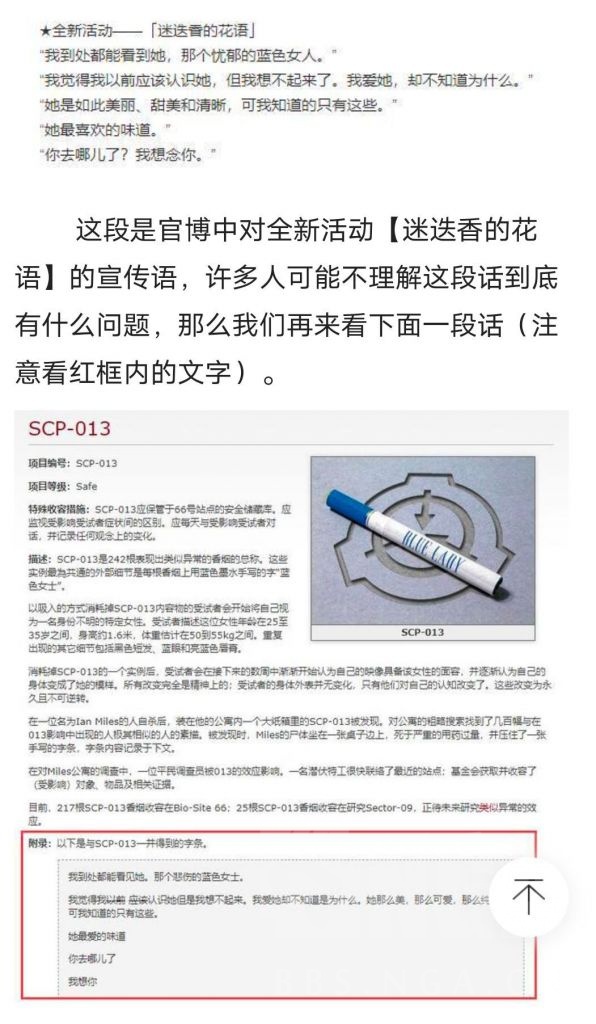 ★全新活动——「迷迭香的花语」
“我到处都能看到她，那个忧郁的蓝色女人。”
“我觉得我以前应该认识她，但我想不起来了。我爱她，却不知道为什么。”
“她是如此美丽、甜美和清晰，可我知道的只有这些。”
“她最喜欢的味道。”
“你去哪儿了？我想念你。”
这段是官博中对全新活动【迷迭香的花
语】的宣传语，许多人可能不理解这段话到底
有什么问题，那么我们再来看下面一段话（注
意看红框内的文字）。
SCP-013
项目编号：SCP-013
项目等级：Safe
特殊收容措施：SCP-013应保管于66号站点的安全储藏库。应
监视受影响受试者症状间的区别。应每天与受影响受试者对
话，并记录任何观念上的变化。
描述：SCP-013是242根表现出类似异常的香烟的总称。这些
实例最为共通的外部细节是每根香烟上用蓝色墨水手写的字“蓝
色女士”。
BLUE LADY
SCP-013
以吸入的方式消耗掉SCP-013内容物的受试者会开始将自己视
为一名身份不明的特定女性。受试者描述这位女性年龄在25至
35岁之间，身高约1.6米，体重估计在50到55kg之间。重复
出现的其它细节包括黑色短发、蓝眼和亮蓝色唇膏。
消耗掉SCP-013的一个实例后，受试者会在接下来的数周中渐渐开始认为自己的映像具备该女性的面容，并逐渐认为自己的
身体变成了她的模样。所有改变完全是精神上的；受试者的身体外表并无变化，只有他们对自己的认知改变了。这些改变为永
久且不可逆转。
在一位名为Ian Miles的人自杀后，装在他的公寓内一个大纸箱里的SCP-013被发现。对公寓的粗略搜索找到了几百幅与在
013影响中出现的人极其相似的人的素描。被发现时，Miles的尸体坐在一张桌子边上，死于严重的用药过量，并压住了一张
手写的字条，字条内容记录于下文。
在对Miles公寓的调查中，一位平民调查员被013的效应影响。一名潜伏特工很快联络了最近的站点；基金会获取并收容了
（受影响）对象、物品及相关证据。
目前，217根SCP-013香烟收容在Bio-Site 66；25根SCP-013香烟收容在研究Sector-09，正待未来研究类似异常的效
应。
附录：以下是与SCP-013一并得到的字条。
我到处都能看见她。那个悲伤的蓝色女士。
我觉得我以前 应该认识她但是我想不起来。我爱她却不知道是为什么。她那么美，那么可爱，那么纯
可我知道的只有这些。
她最爱的味道
你去哪儿了
我想你